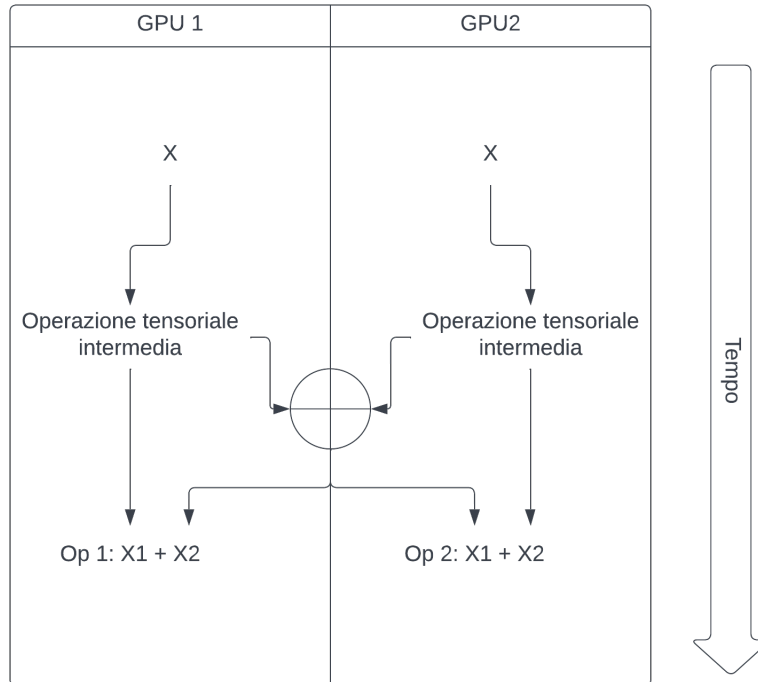 GPU 1
GPU2
X
X
Operazione tensoriale
intermedia
Operazione tensoriale
intermedia
Tempo
Op 1: X1 + X2
Op 2: X1 + X2